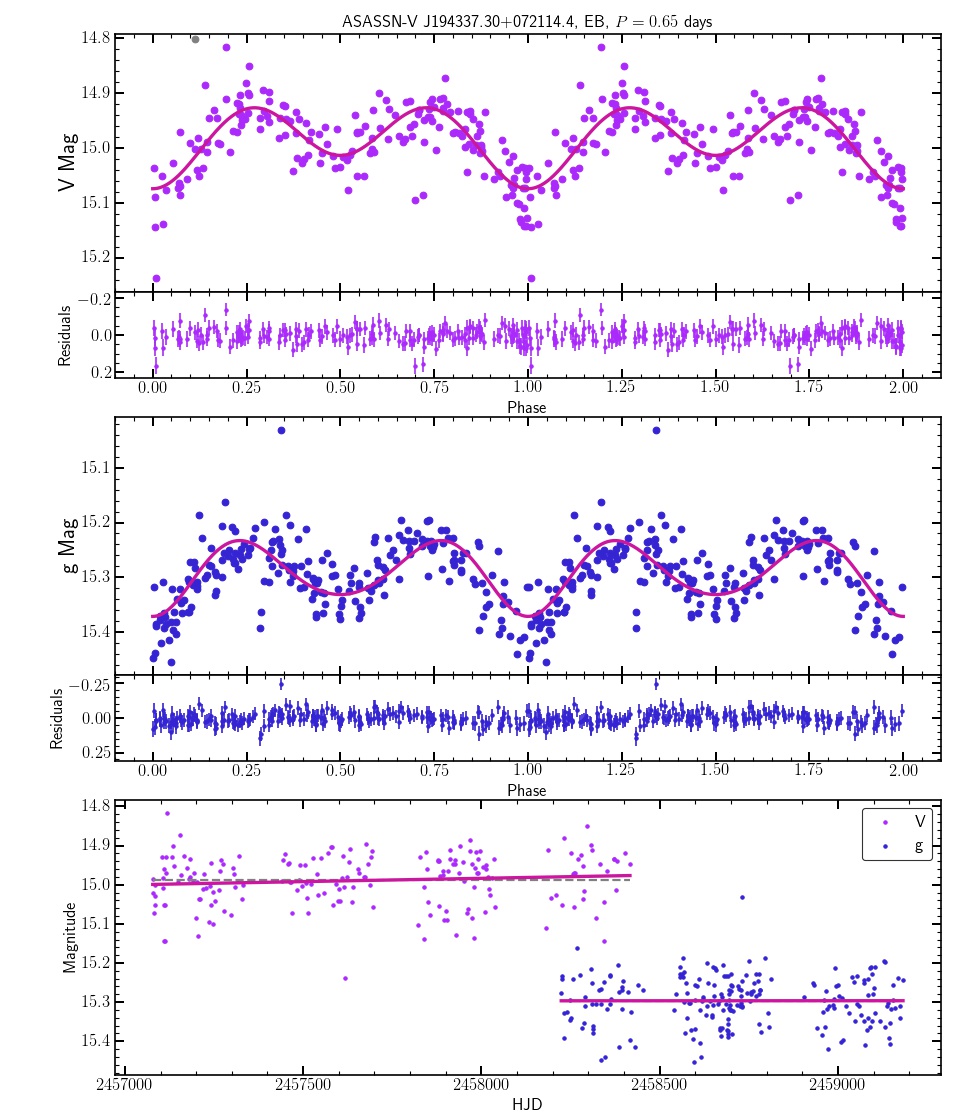 ASASSN-V J194337.30+072114.4, EB, P = 0.65 days
14.8
14.9
15.0
15.1
15.2
V Mag
−0.2
0.0
0.2
Residuals
0.00 0.25 0.50 0.75 1.00 1.25 1.50 1.75 2.00
Phase
15.1
15.2
15.3
15.4
g Mag
−0.25
0.00
0.25
Residuals
0.00 0.25 0.50 0.75 1.00 1.25 1.50 1.75 2.00
Phase
14.8
14.9
15.0
15.1
15.2
15.3
15.4
Magnitude
V
g
2457000 2457500 2458000 2458500 2459000
HJD